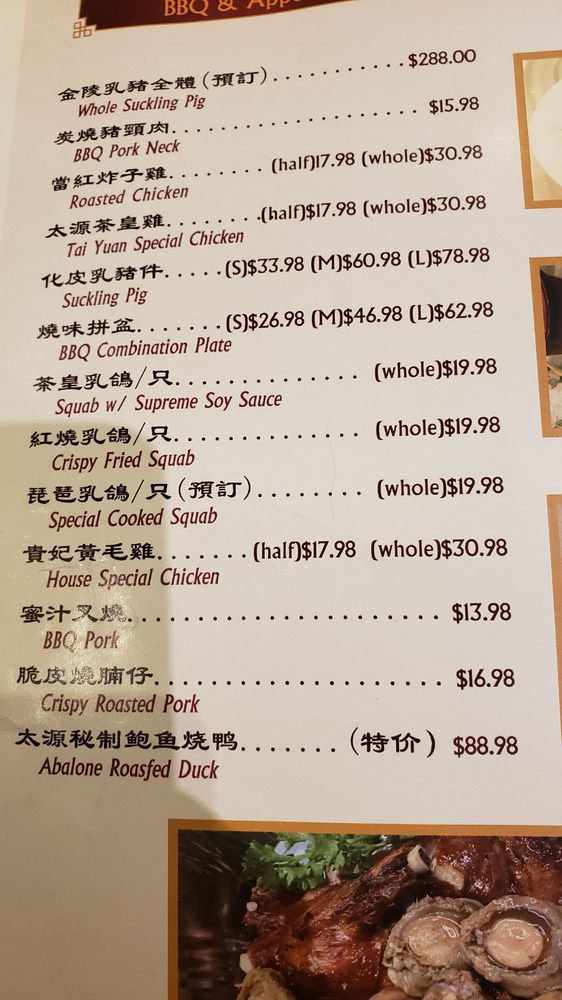 BBQ & App
金陵乳豬全體(預訂)...........$288.00
Whole Suckling Pig
炭燒豬頸肉.....................$15.98
BBQ Pork Neck
當紅炸子雞........(half)17.98 (whole)$30.98
Roasted Chicken
太源茶皇雞........(half)$17.98 (whole)$30.98
Tai Yuan Special Chicken
化皮乳豬件.....(S)$33.98 (M)$60.98 (L)$78.98
Suckling Pig
燒味拼盆.......(S)$26.98 (M)$46.98 (L)$62.98
BBQ Combination Plate
茶皇乳鴿/只...............(whole)$19.98
Squab w/ Supreme Soy Sauce
紅燒乳鴿/只...............(whole)$19.98
Crispy Fried Squab
琵琶乳鴿/只(預訂)........(whole)$19.98
Special Cooked Squab
貴妃黃毛雞.......(half)$17.98 (whole)$30.98
House Special Chicken
蜜汁叉燒........................$13.98
BBQ Pork
脆皮燒腩仔......................$16.98
Crispy Roasted Pork
太源秘制鲍鱼烧鸭.......(特价) $88.98
Abalone Roasfed Duck